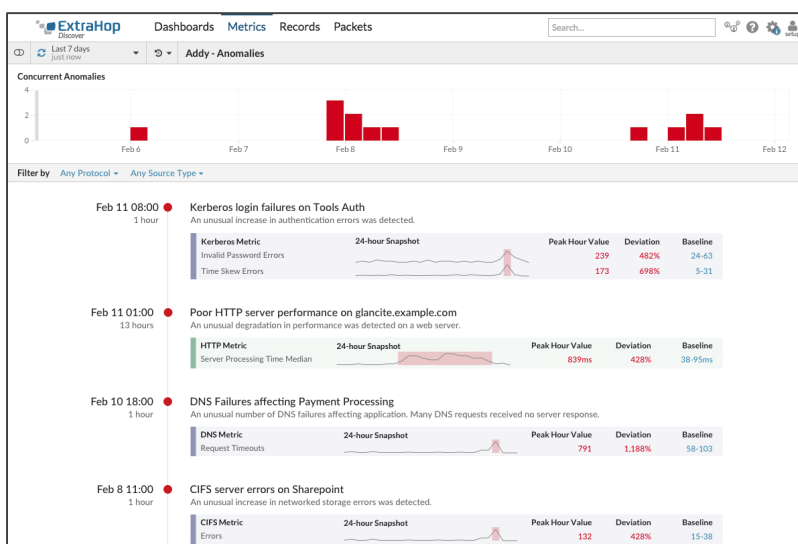 ExtraHop
Discover
Dashboards Metrics Records Packets
Search...
setup
Last 7 days
just now
Addy - Anomalies
Concurrent Anomalies
4
2
0
Feb 6 Feb 7 Feb 8 Feb 9 Feb 10 Feb 11 Feb 12
Filter by Any Protocol Any Source Type
Feb 11 08:00 Kerberos login failures on Tools Auth
1 hour An unusual increase in authentication errors was detected.
Kerberos Metric 24-hour Snapshot Peak Hour Value Deviation Baseline
Invalid Password Errors 239 482% 24-63
Time Skew Errors 173 698% 5-31
Feb 11 01:00 Poor HTTP server performance on glancite.example.com
13 hours An unusual degradation in performance was detected on a web server.
HTTP Metric 24-hour Snapshot Peak Hour Value Deviation Baseline
Server Processing Time Median 839ms 428% 38-95ms
Feb 10 18:00 DNS Failures affecting Payment Processing
1 hour An unusual number of DNS failures affecting application. Many DNS requests received no server response.
DNS Metric 24-hour Snapshot Peak Hour Value Deviation Baseline
Request Timeouts 791 1,188% 58-103
Feb 8 11:00 CIFS server errors on Sharepoint
1 hour An unusual increase in networked storage errors was detected.
CIFS Metric 24-hour Snapshot Peak Hour Value Deviation Baseline
Errors 132 428% 15-38